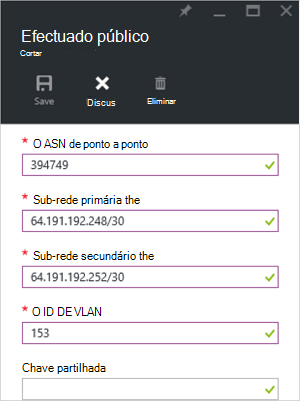 Efectuado público
Cortar
Save
Discus
Eliminar
* O ASN de ponto a ponto
394749
* Sub-rede primária the
64.191.192.248/30
* Sub-rede secundário the
64.191.192.252/30
* O ID DE VLAN
153
Chave partilhada